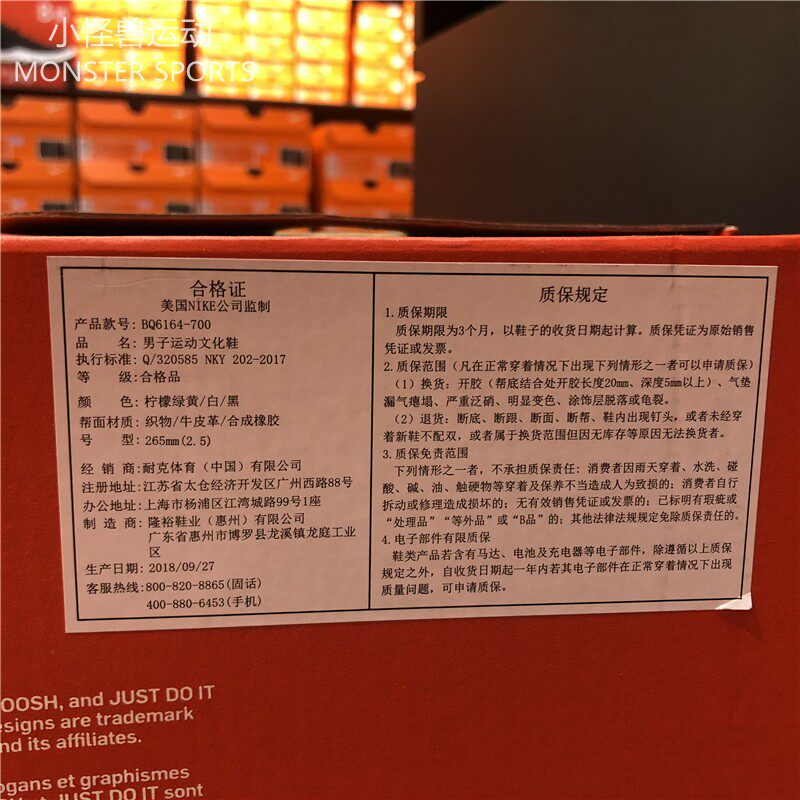 小怪兽运动
MONSTER SPORTS
合格证
美国NIKE公司监制
产品款号: BQ6164-700
品 名: 男子运动文化鞋
执行标准: Q/320585 NKY 202-2017
等 级:合格品
颜 色: 柠檬绿黄/白/黑
帮面材质: 织物/牛皮革/合成橡胶
号 型: 265mm(2.5)
经 销 商: 耐克体育（中国）有限公司
注册地址: 江苏省太仓经济开发区广州西路88号
办公地址: 上海市杨浦区江湾城路99号1座
制 造 商: 隆裕鞋业（惠州）有限公司
广东省惠州市博罗县龙溪镇龙庭工业
区
生产日期: 2018/09/27
客服热线:800-820-8865(固话)
400-880-6453(手机)
质保规定
1.质保期限
质保期限为3个月, 以鞋子的收货日期起计算。质保凭证为原始销售
凭证或发票。
2.质保范围（凡在正常穿着情况下出现下列情形之一者可以申请质保）
（1）换货: 开胶（帮底结合处开胶长度20mm, 深度5mm以上）、气垫
漏气瘪塌、严重泛硝、明显变色、涂饰层脱落或龟裂。
（2）退货: 断底、断跟、断面、断帮、鞋内出钉头, 或者未经穿
着新鞋不配双, 或者属于换货范围但因无库存等原因无法换货者。
3.质保免责范围
下列情形之一者, 不承担质保责任: 消费者因雨天穿着、水洗、碰
酸、碱、油、触硬物等穿着及保养不当造成人为致损的; 消费者自行
拆动或修理造成损坏的; 无有效销售凭证或发票的; 已标明有瑕疵或
“处理品”“等外品”或“B品”的; 其他法律法规规定免除质保责任的。
4.电子部件有限质保
鞋类产品若含有马达、电池及充电器等电子部件, 除遵循以上质保
规定之外, 自收货日期起一年内若其电子部件在正常穿着情况下出现
质量问题, 可申请质保。
OOSH, and JUST DO IT
esigns are trademark
nd its affiliates.
ogans et graphismes
JUST DO IT sont